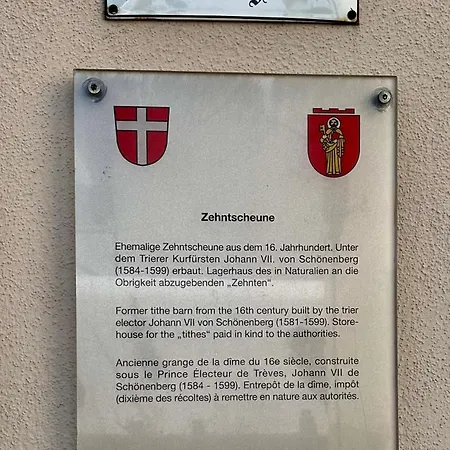 Zehntscheune
Ehemalige Zehntscheune aus dem 16. Jahrhundert. Unter
dem Trierer Kurfürsten Johann VII. von Schönenberg
(1584-1599) erbaut. Lagerhaus des in Naturalien an die
Obrigkeit abzugebenden „Zehnten“.
Former tithe barn from the 16th century built by the trier
elector Johann VII von Schönenberg (1581-1599). Store-
house for the „tithes“ paid in kind to the authorities.
Ancienne grange de la dîme du 16e siècle, construite
sous le Prince Électeur de Trèves, Johann VII de
Schönenberg (1584 - 1599). Entrepôt de la dîme, impôt
(dixième des récoltes) à remettre en nature aux autorités.